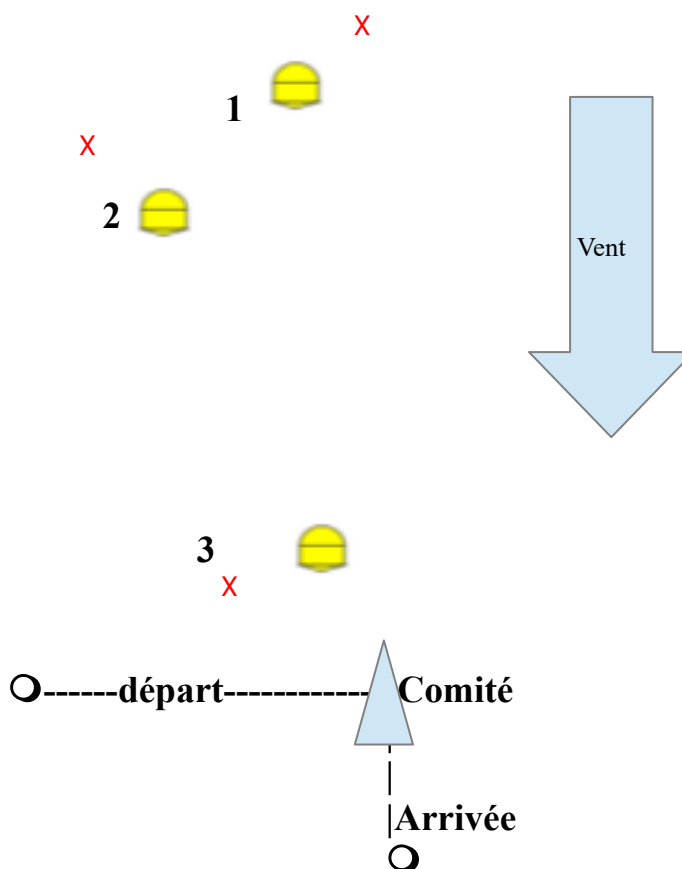 X
1
X
2
Vent
3
X
------départ------------ Comité
|
|Arrivée